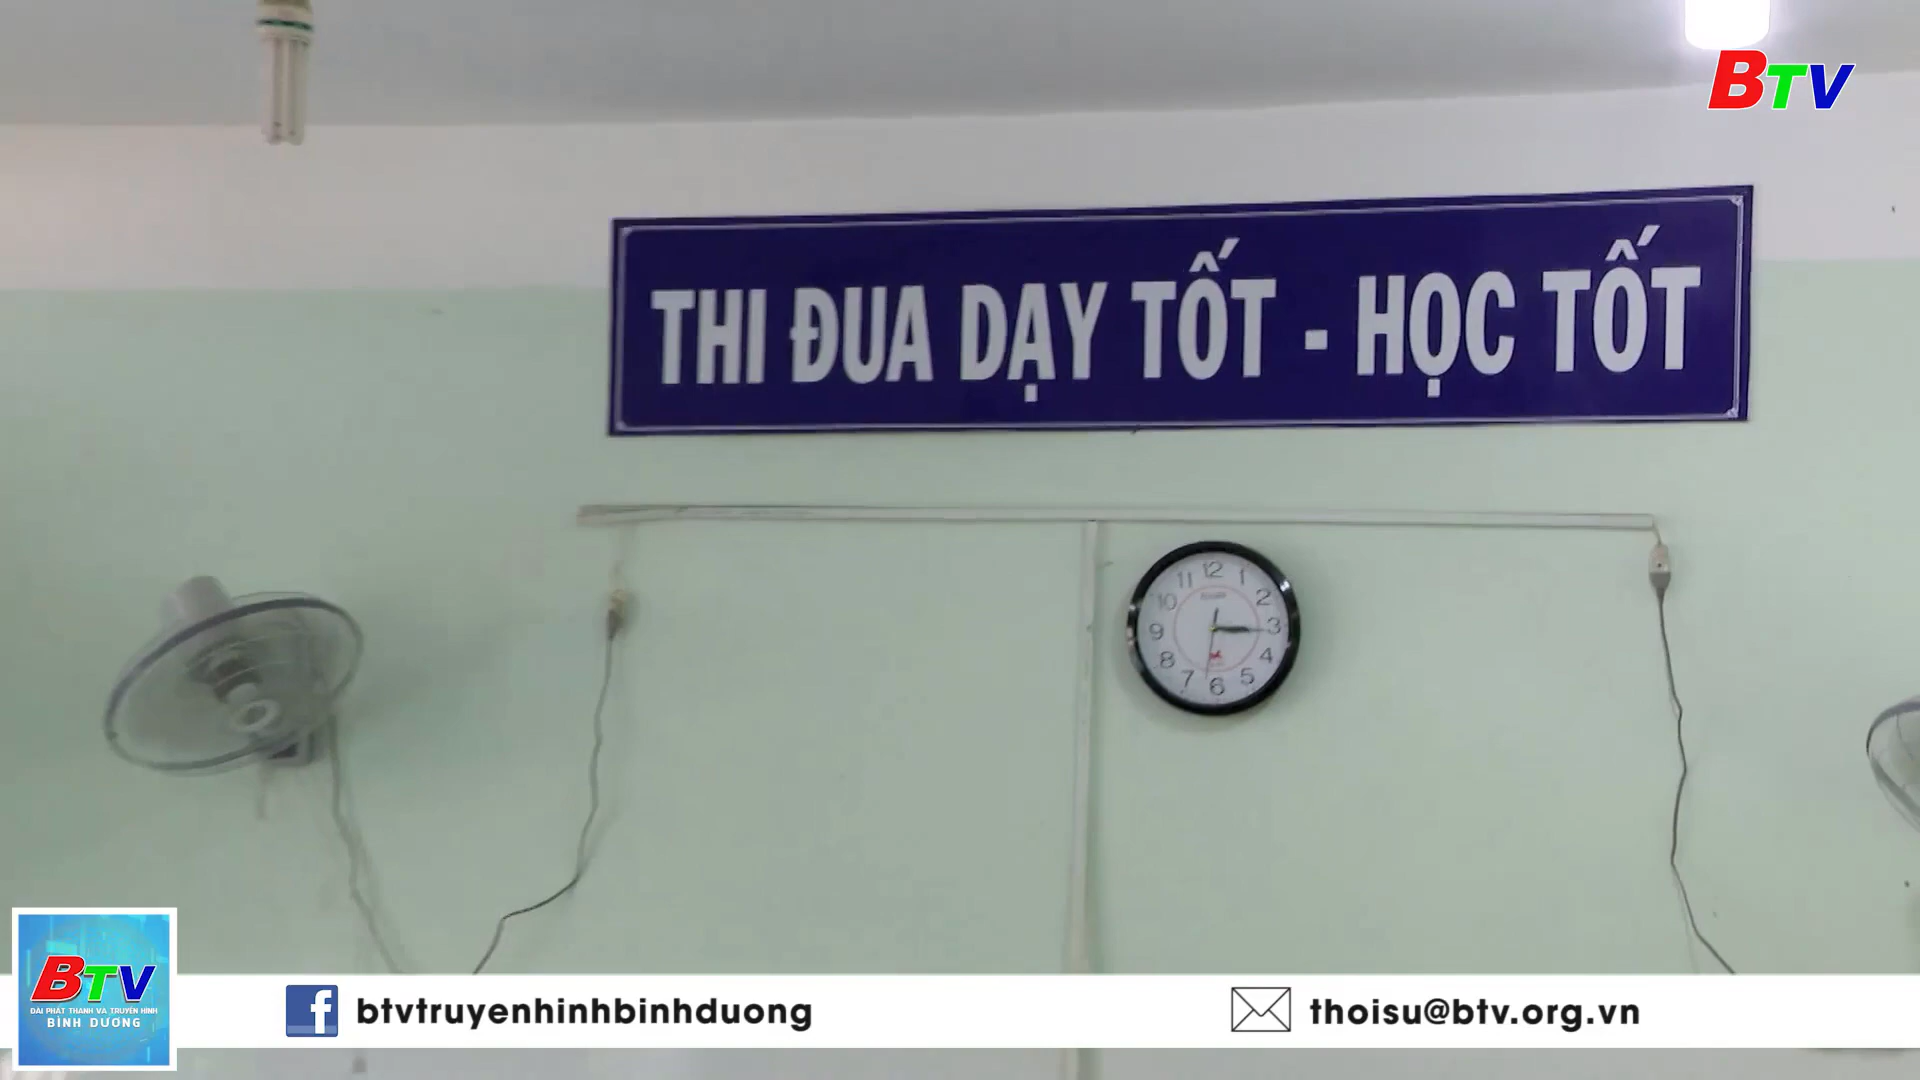 BTV
THI ĐUA DẠY TỐT - HỌC TỐT
11 12 1
10 2
9 3
8 4
7 6 5
BTV
ĐÀI PHÁT THANH VÀ TRUYỀN HÌNH
BÌNH DƯƠNG
btvtruyenhinhbinhduong
thoisu@btv.org.vn